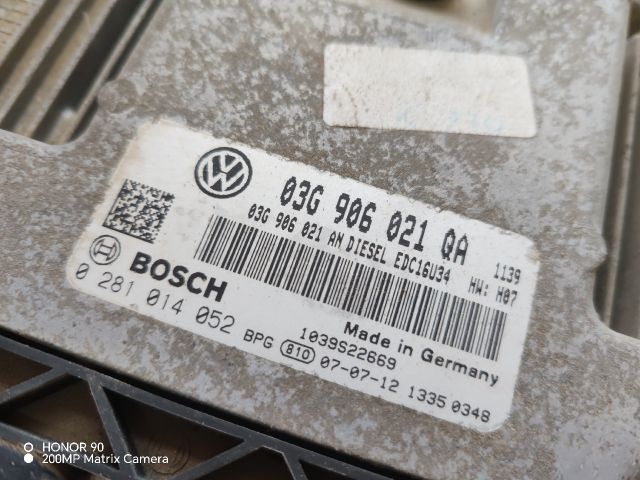 03G 906 021 QA
03G 906 021 AN DIESEL EDC16U34
1139
HW: H07
BOSCH
0 281 014 052
Made in Germany
1039S22669
BPG 810 07-07-12 1335 0348
HONOR 90
200MP Matrix Camera